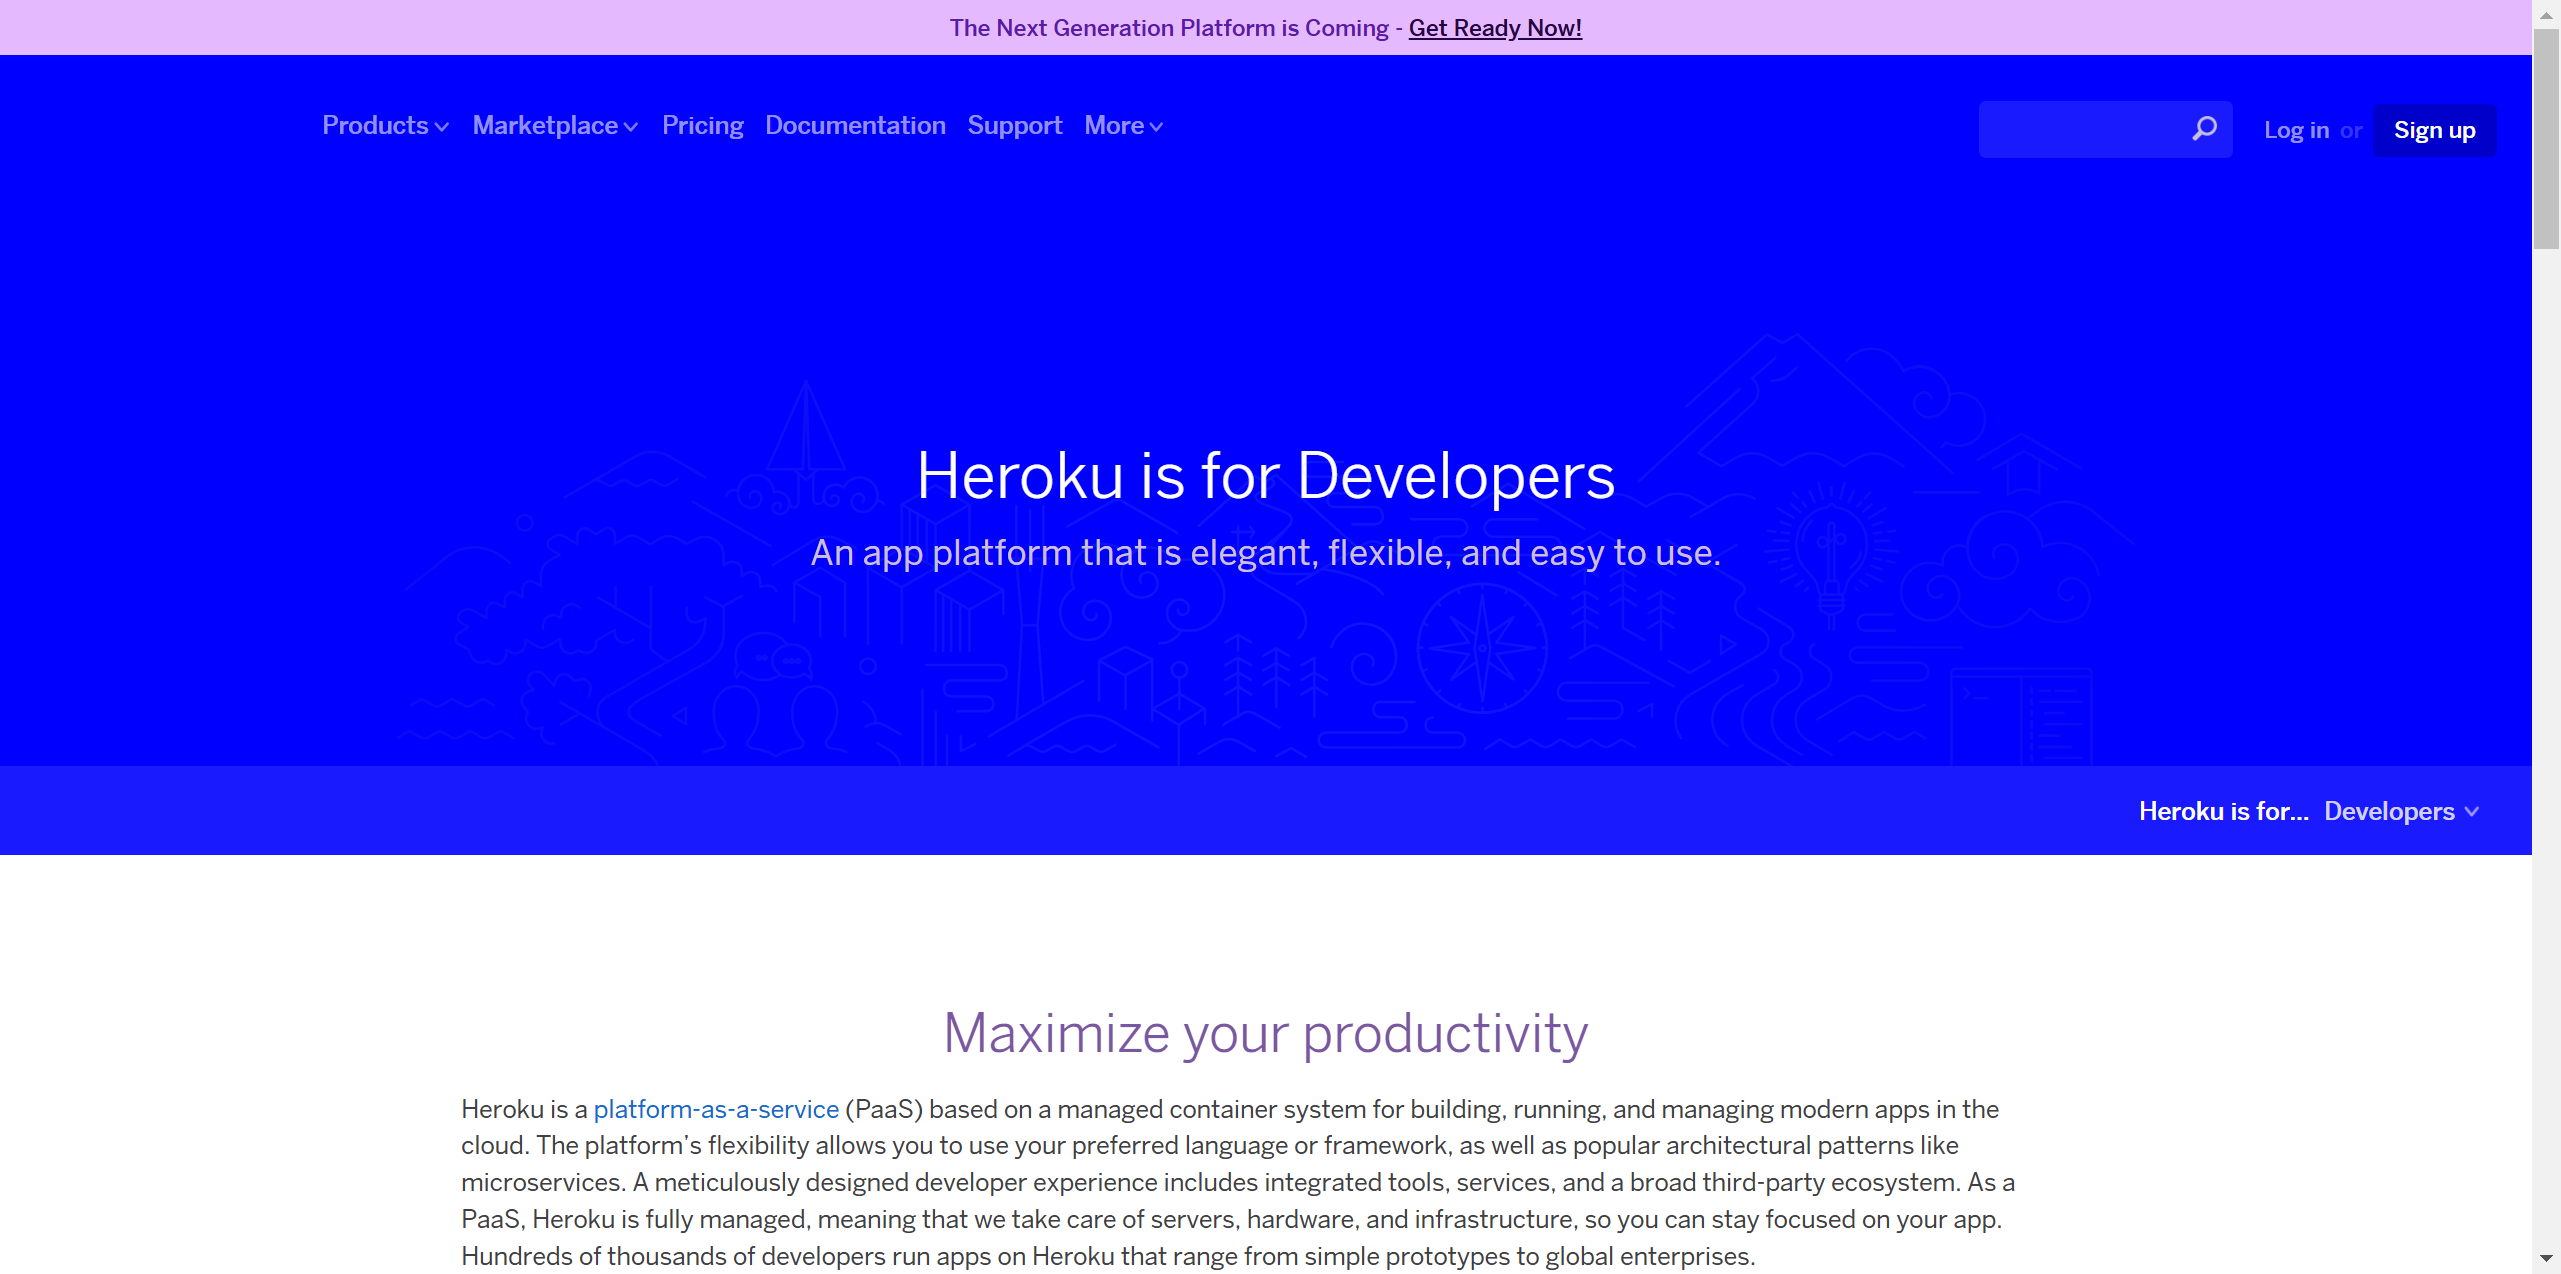 The Next Generation Platform is Coming - Get Ready Now!
Products Marketplace Pricing Documentation Support More Log in or Sign up
Heroku is for Developers
An app platform that is elegant, flexible, and easy to use.
Heroku is for... Developers
Maximize your productivity
Heroku is a platform-as-a-service (PaaS) based on a managed container system for building, running, and managing modern apps in the
cloud. The platform’s flexibility allows you to use your preferred language or framework, as well as popular architectural patterns like
microservices. A meticulously designed developer experience includes integrated tools, services, and a broad third-party ecosystem. As a
PaaS, Heroku is fully managed, meaning that we take care of servers, hardware, and infrastructure, so you can stay focused on your app.
Hundreds of thousands of developers run apps on Heroku that range from simple prototypes to global enterprises.